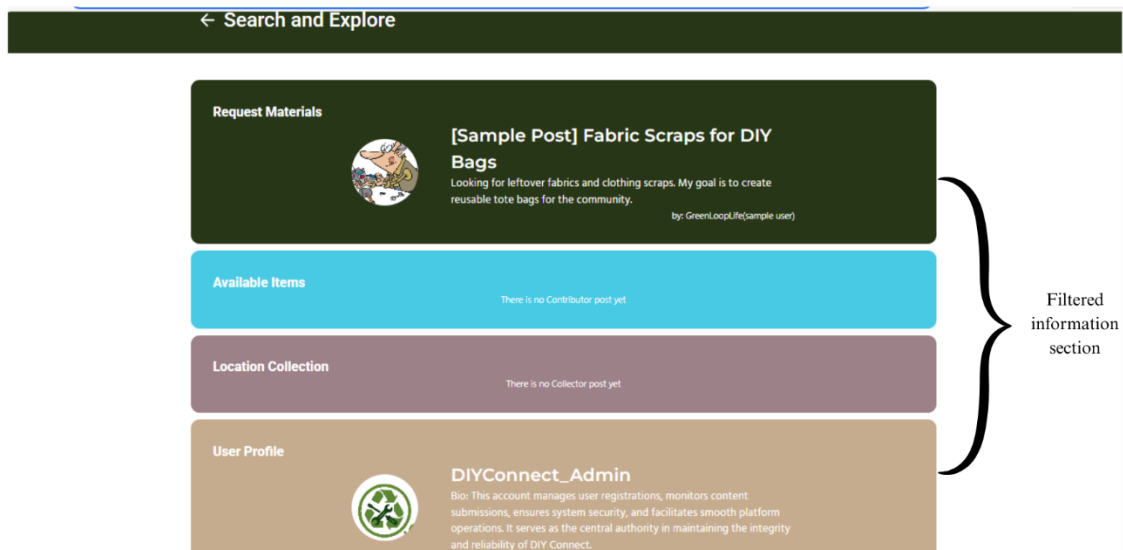 ← Search and Explore
Request Materials
[Sample Post] Fabric Scraps for DIY
Bags
Looking for leftover fabrics and clothing scraps. My goal is to create
reusable tote bags for the community.
by: GreenLoopLife(sample user)
Available Items
There is no Contributor post yet
Location Collection
There is no Collector post yet
User Profile
DIYConnect_Admin
Bio: This account manages user registrations, monitors content
submissions, ensures system security, and facilitates smooth platform
operations. It serves as the central authority in maintaining the integrity
and reliability of DIY Connect.
Filtered
information
section